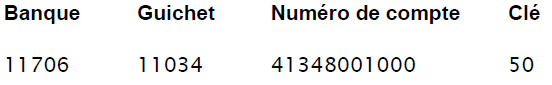 Banque Guichet Numéro de compte Clé
11706 11034 41348001000 50